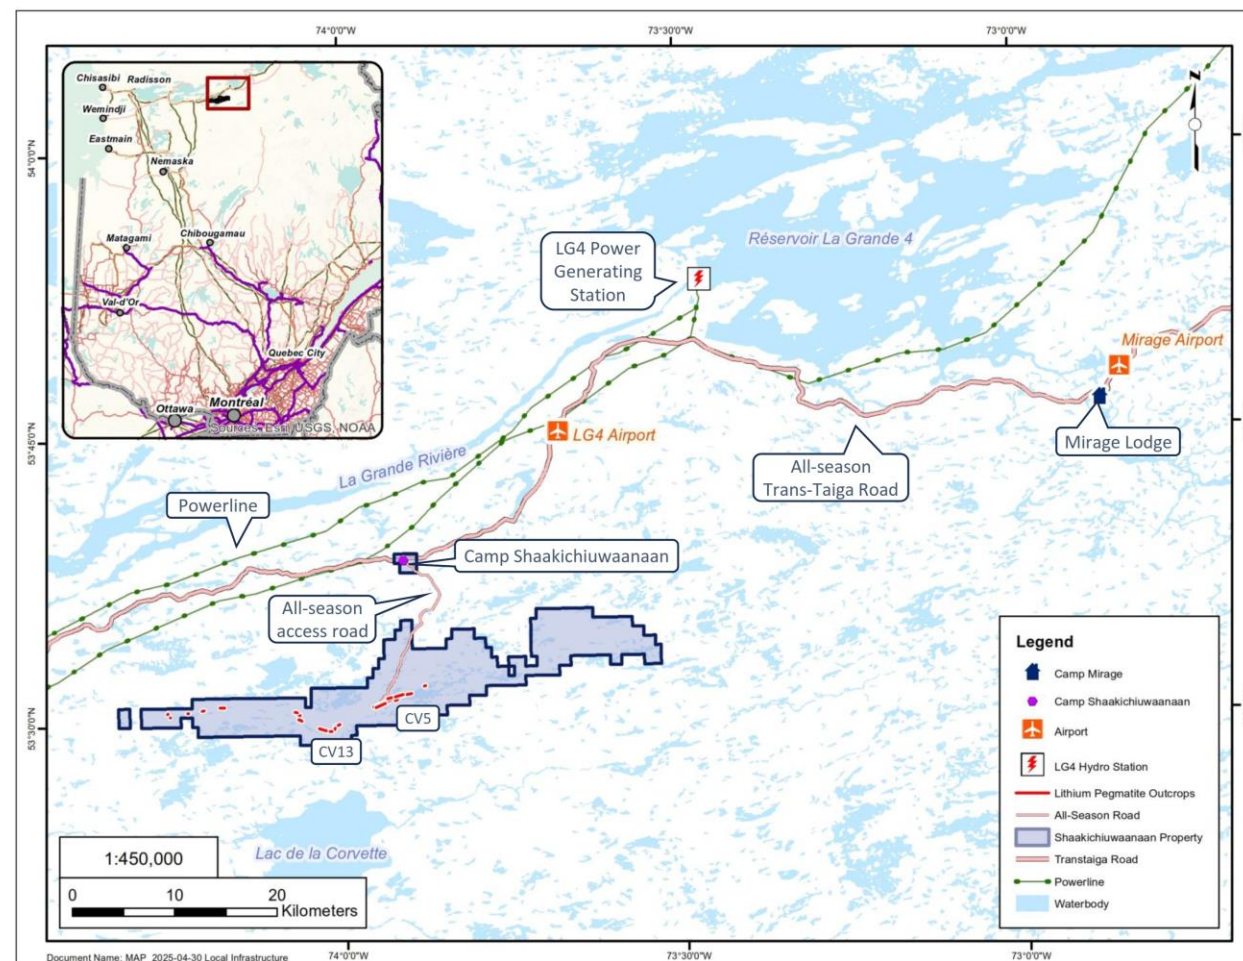 74°0'0"W
73°30'0"W
73°0'0"W
Chisasibi
Radisson
Wemindji
Eastmain
Nemaska
Matagami
Chibougamau
Val-d'Or
Quebec City
Ottawa
Montréal
Sources: Esri, USGS, NOAA
N
54°0'0"N
53°45'0"N
53°30'0"N
LG4 Power
Generating
Station
Réservoir La Grande 4
Mirage Airport
LG4 Airport
Mirage Lodge
All-season
Trans-Taiga Road
La Grande Rivière
Powerline
Camp Shaakichiuwaanaan
All-season
access road
CV5
CV13
Lac de la Corvette
Legend
Camp Mirage
Camp Shaakichiuwaanaan
Airport
LG4 Hydro Station
Lithium Pegmatite Outcrops
All-Season Road
Shaakichiuwaanaan Property
Transtaiga Road
Powerline
Waterbody
1:450,000
0 10 20
Kilometers
Document Name: MAP_2025-04-30 Local Infrastructure
74°0'0"W
73°30'0"W
73°0'0"W